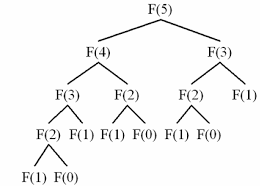 F(5)
F(4) F(3)
F(3) F(2) F(2) F(1)
F(2) F(1) F(1) F(0) F(1) F(0)
F(1) F(0)